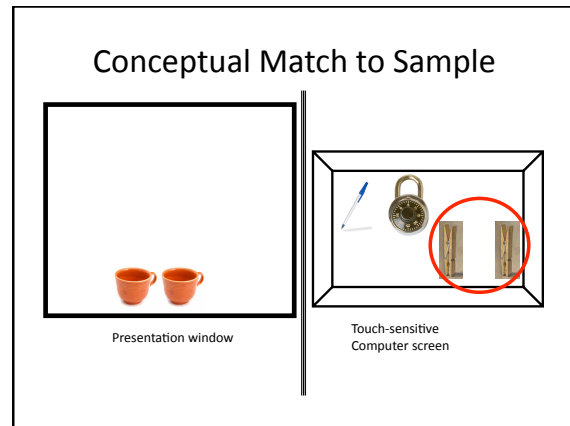 Conceptual Match to Sample
Presentation window
Touch-sensitive
Computer screen